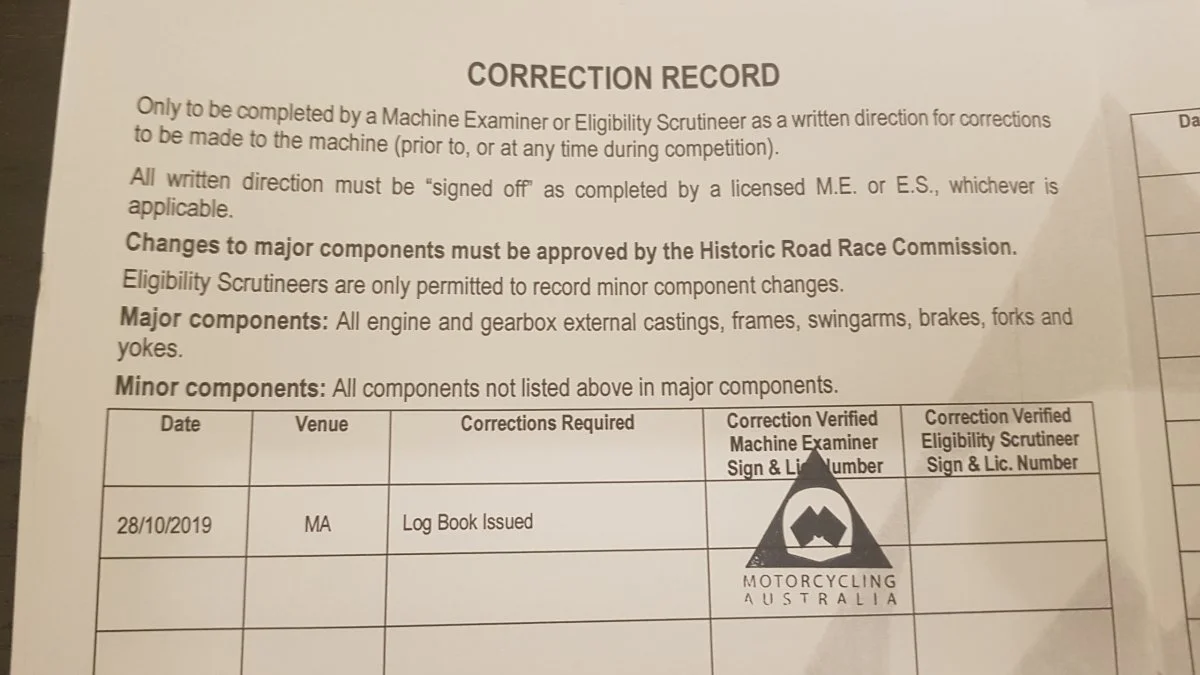 CORRECTION RECORD
Only to be completed by a Machine Examiner or Eligibility Scrutineer as a written direction for corrections
to be made to the machine (prior to, or at any time during competition).
All written direction must be “signed off” as completed by a licensed M.E. or E.S., whichever is
applicable.
Changes to major components must be approved by the Historic Road Race Commission.
Eligibility Scrutineers are only permitted to record minor component changes.
Major components: All engine and gearbox external castings, frames, swingarms, brakes, forks and
yokes.
Minor components: All components not listed above in major components.
Date
Venue
Corrections Required
Correction Verified
Machine Examiner
Sign & Number
Correction Verified
Eligibility Scrutineer
Sign & Lic. Number
28/10/2019
MA
Log Book Issued
MOTORCYCLING
AUSTRALIA